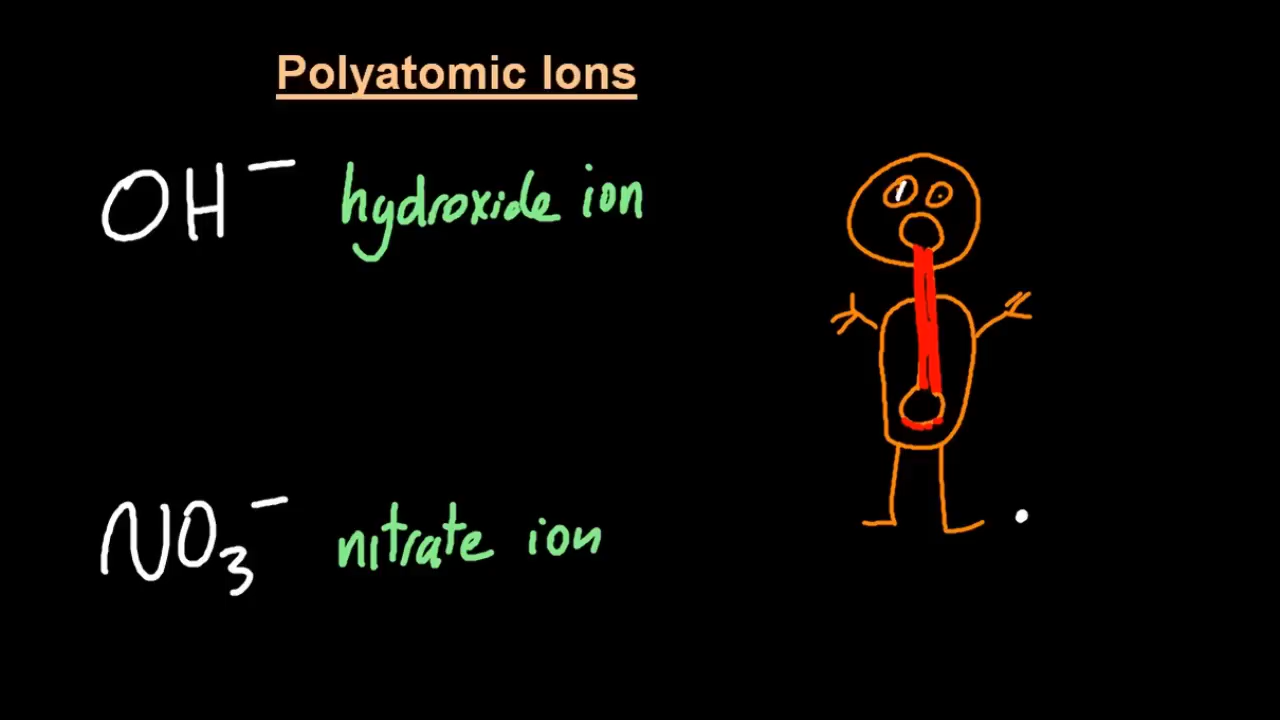 Polyatomic Ions
OH⁻ hydroxide ion
NO₃⁻ nitrate ion